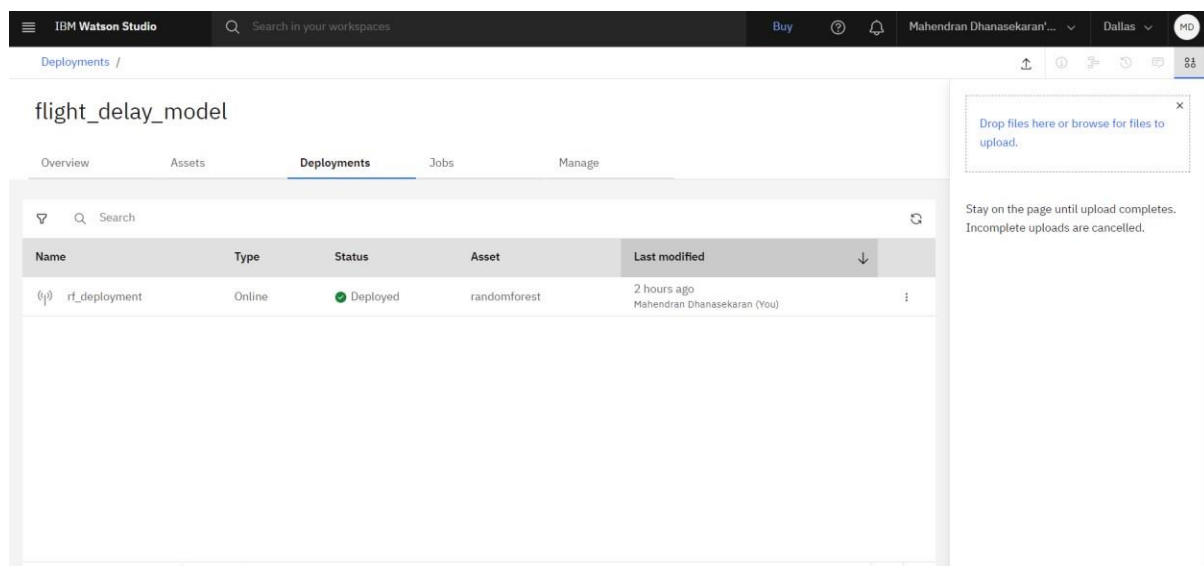 IBM Watson Studio Search in your workspaces Buy Mahendran Dhanasekaran'... Dallas MD
Deployments /
flight_delay_model
Overview Assets Deployments Jobs Manage
Search
Name Type Status Asset Last modified
rf_deployment Online Deployed randomforest 2 hours ago
Mahendran Dhanasekaran (You)
Drop files here or browse for files to
upload.
Stay on the page until upload completes.
Incomplete uploads are cancelled.